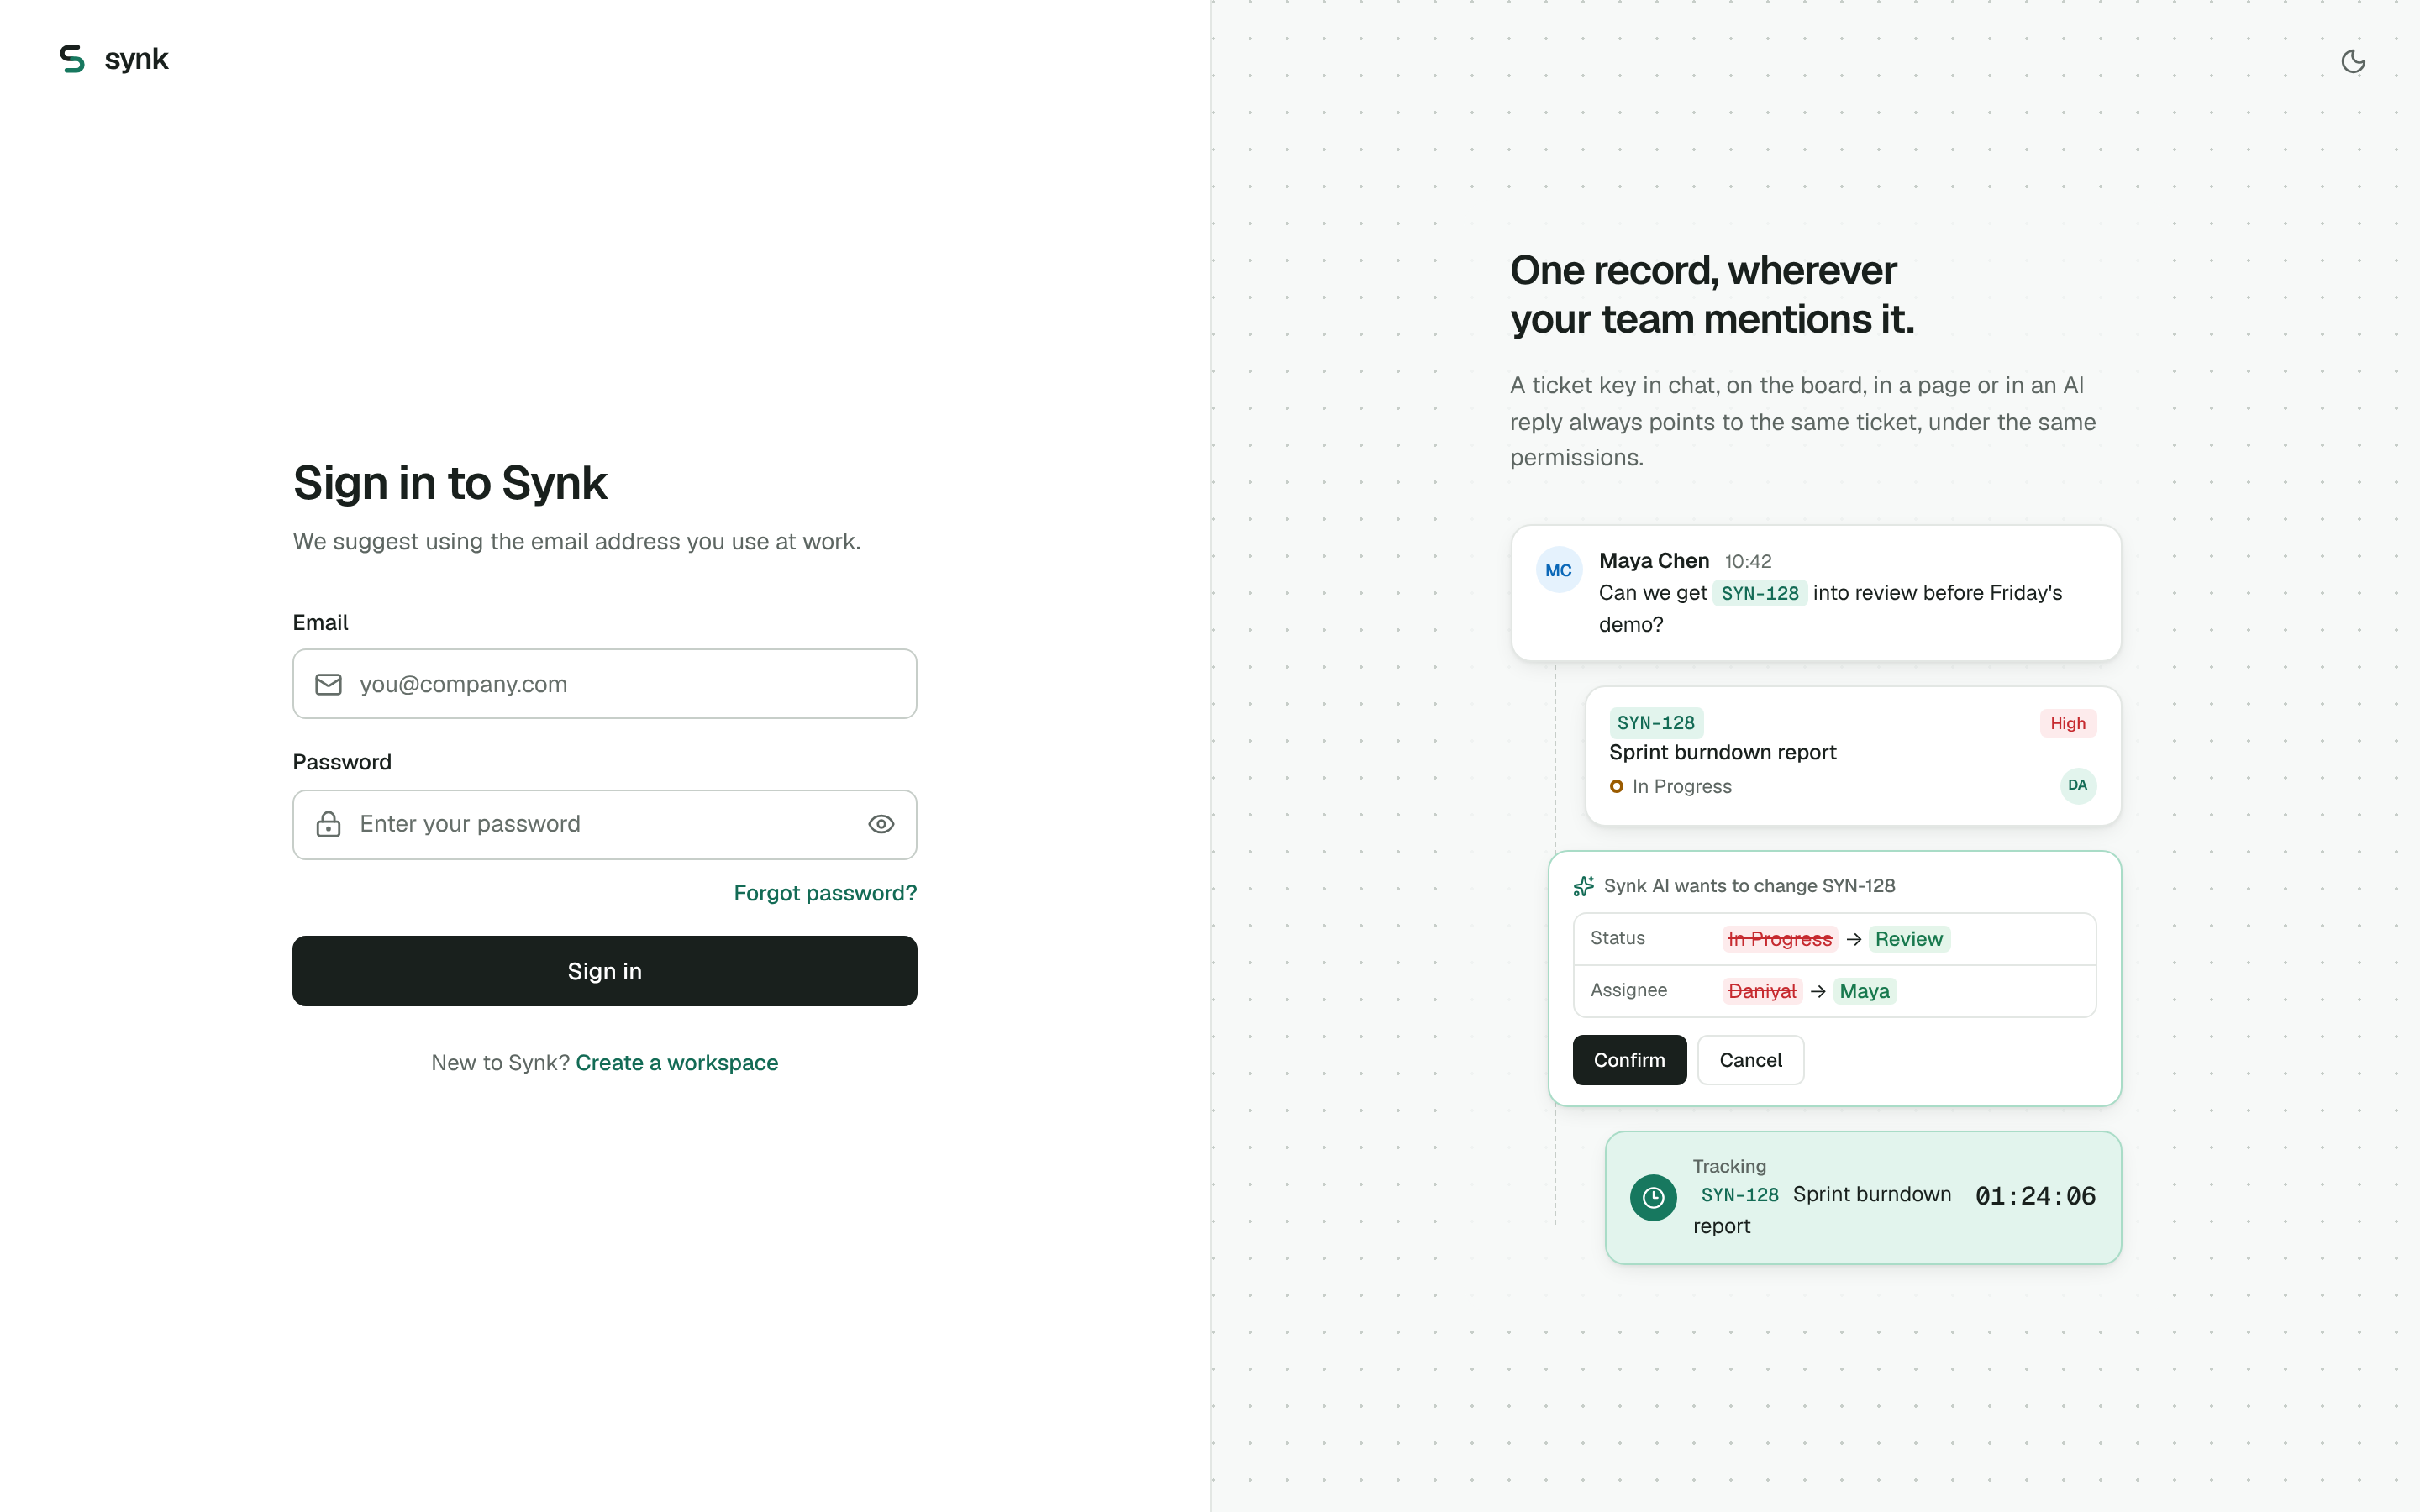 synk
Sign in to Synk
We suggest using the email address you use at work.
Email
you@company.com
Password
Enter your password
Forgot password?
Sign in
New to Synk? Create a workspace
One record, wherever
your team mentions it.
A ticket key in chat, on the board, in a page or in an AI
reply always points to the same ticket, under the same
permissions.
MC
Maya Chen 10:42
Can we get SYN-128 into review before Friday's
demo?
SYN-128 High
Sprint burndown report
In Progress DA
Synk AI wants to change SYN-128
Status In Progress → Review
Assignee Daniyal → Maya
Confirm Cancel
Tracking
SYN-128 Sprint burndown 01:24:06
report